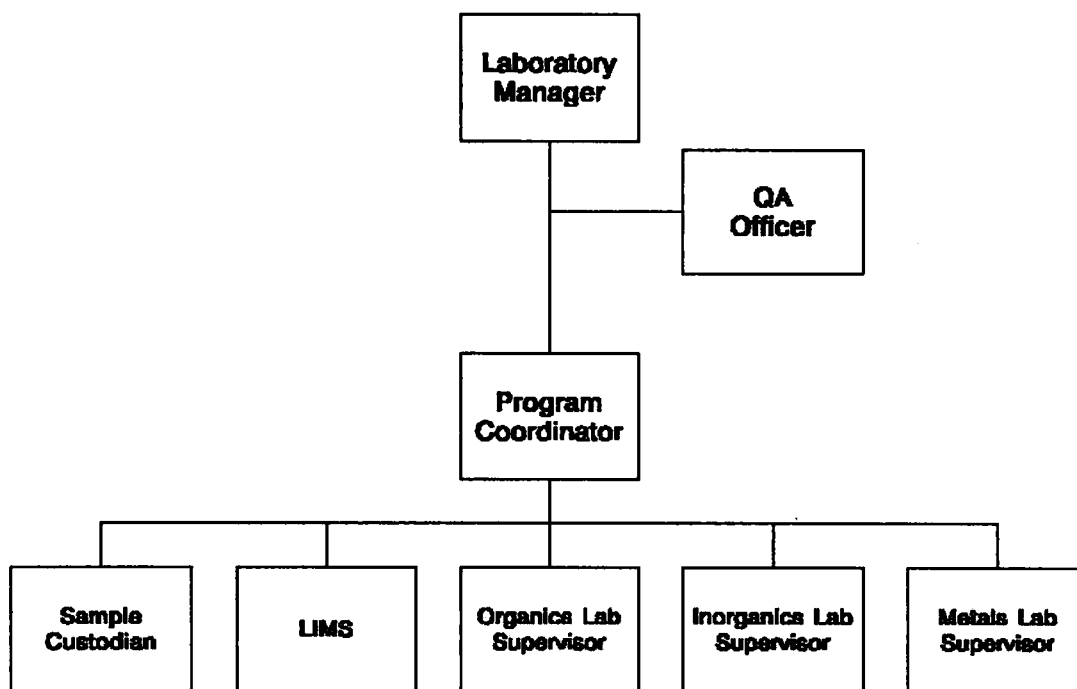 Laboratory
Manager
QA
Officer
Program
Coordinator
Sample
Custodian
LIMS
Organics Lab
Supervisor
Inorganics Lab
Supervisor
Metals Lab
Supervisor